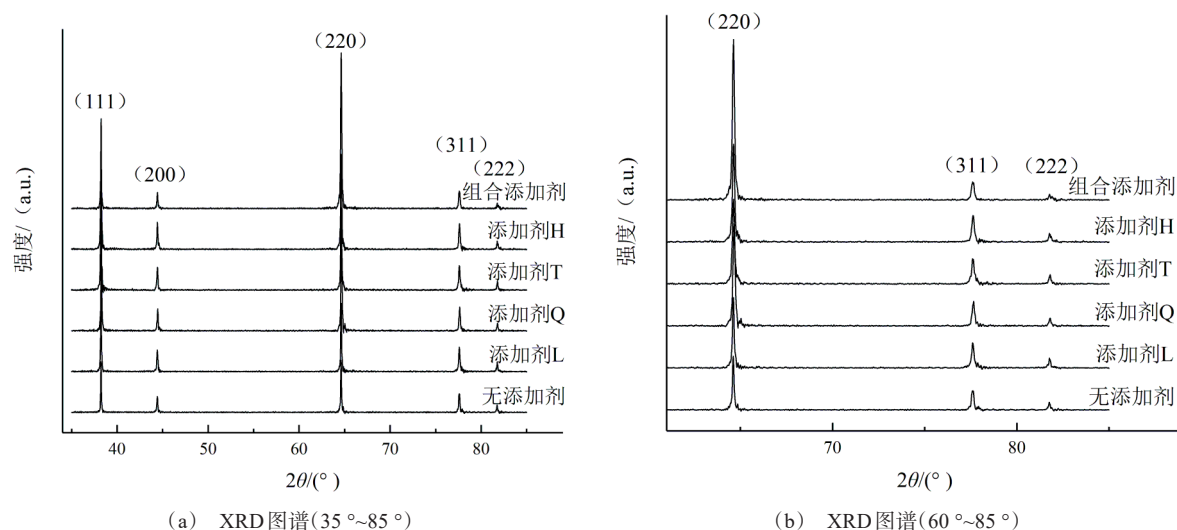 (220)
(111)
(311)
(200)
(222)
组合添加剂
添加剂H
添加剂T
添加剂Q
添加剂L
无添加剂
强度/(a.u.)
40
50
60
70
80
2θ/(°)
(a) XRD图谱(35 °~85 °)
(220)
(311)
(222)
组合添加剂
添加剂H
添加剂T
添加剂Q
添加剂L
无添加剂
强度/(a.u.)
70
80
2θ/(°)
(b) XRD图谱(60 °~85 °)